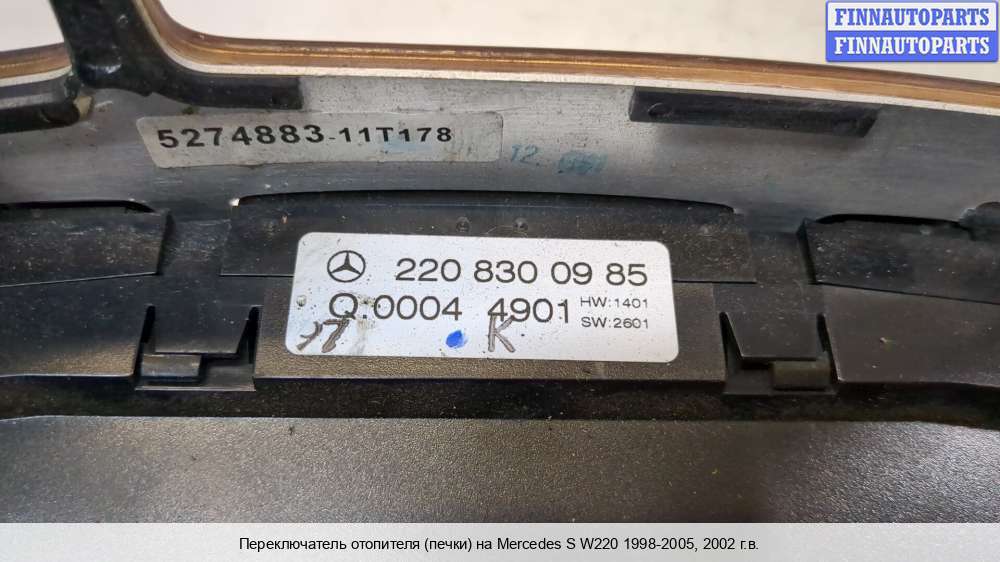 FINNAUTOPARTS
FINNAUTOPARTS
5274883-11T178
12.
220 830 09 85
Q:0004 4901 HW:1401
SW:2601
K
Переключатель отопителя (печки) на Mercedes S W220 1998-2005, 2002 г.в.